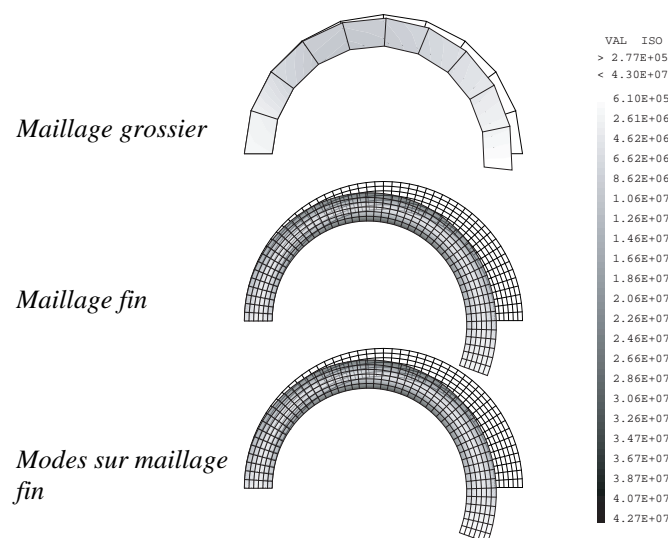 VAL ISO
> 2.77E+05
< 4.30E+07
6.10E+05
2.61E+06
4.62E+06
6.62E+06
8.62E+06
1.06E+07
1.26E+07
1.46E+07
1.66E+07
1.86E+07
2.06E+07
2.26E+07
2.46E+07
2.66E+07
2.86E+07
3.06E+07
3.26E+07
3.47E+07
3.67E+07
3.87E+07
4.07E+07
4.27E+07
Maillage grossier
Maillage fin
Modes sur maillage
fin